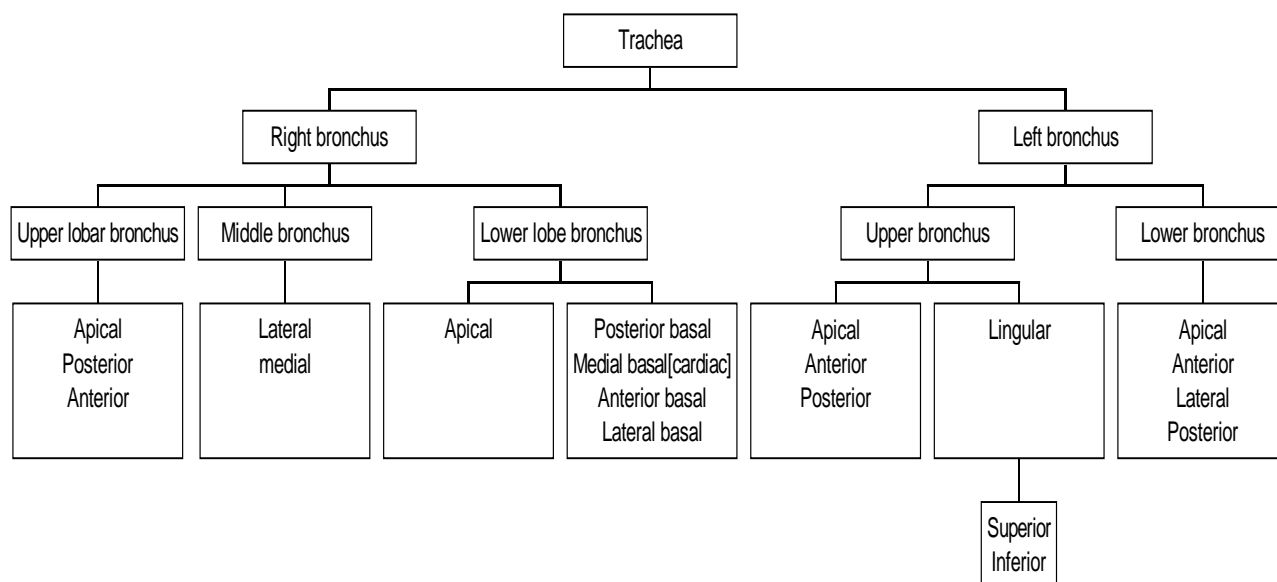 Trachea
Right bronchus
Left bronchus
Upper lobar bronchus
Middle bronchus
Lower lobe bronchus
Upper bronchus
Lower bronchus
Apical
Posterior
Anterior
Lateral
medial
Apical
Posterior basal
Medial basal[cardiac]
Anterior basal
Lateral basal
Apical
Anterior
Posterior
Lingular
Apical
Anterior
Lateral
Posterior
Superior
Inferior